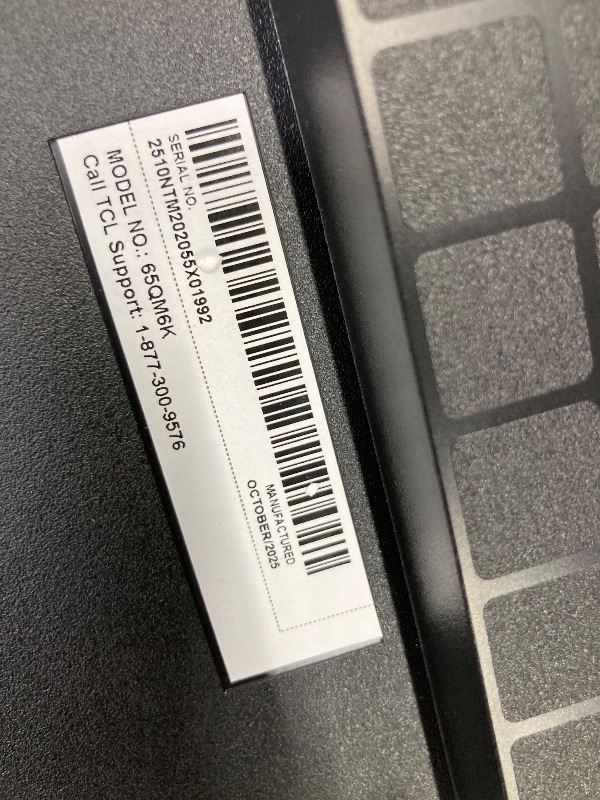 SERIAL NO.
2510NTM202055X01992
MANUFACTURED
OCTOBER/2025
MODEL NO.: 65QM6K
Call TCL Support: 1-877-300-9576